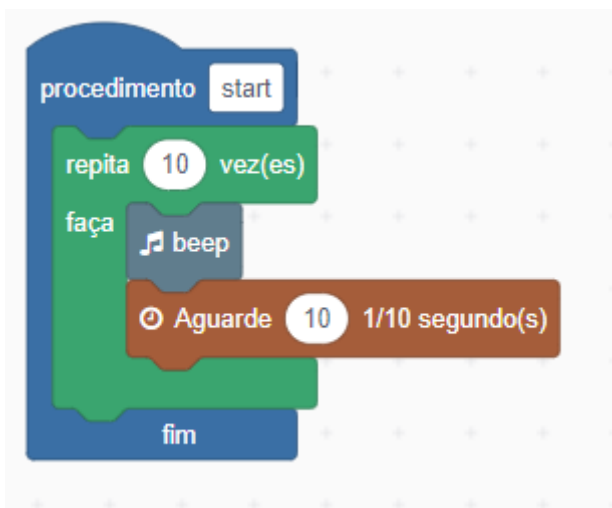 procedimento start
repita 10 vez(es)
faça
beep
Aguarde 10 1/10 segundo(s)
fim